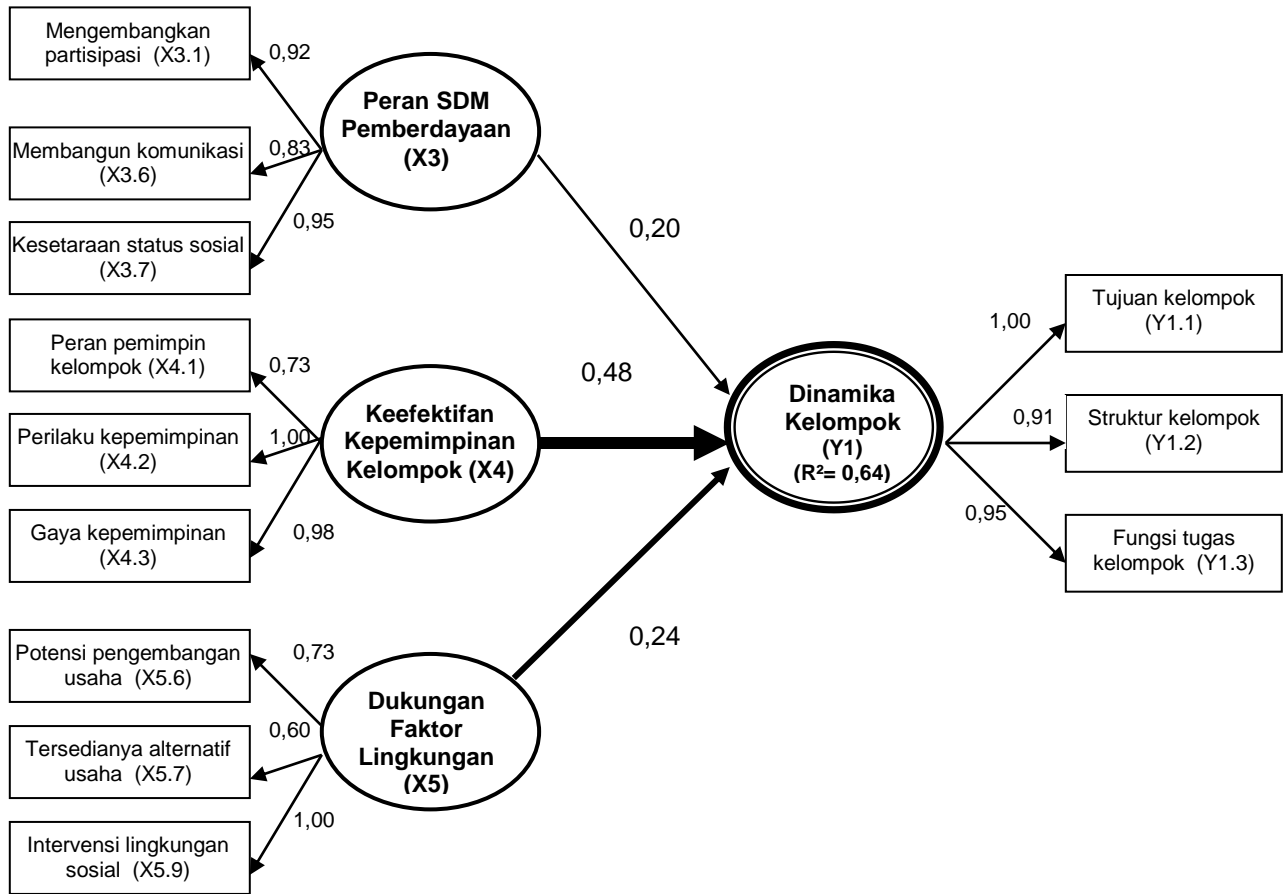 Mengembangkan
partisipasi (X3.1)
0,92
Membangun komunikasi
(X3.6)
0,83
Kesetaraan status sosial
(X3.7)
0,95
Peran SDM
Pemberdayaan
(X3)
0,20
Peran pemimpin
kelompok (X4.1)
0,73
Perilaku kepemimpinan
(X4.2)
1,00
Gaya kepemimpinan
(X4.3)
0,98
Keefektifan
Kepemimpinan
Kelompok (X4)
0,48
Potensi pengembangan
usaha (X5.6)
0,73
Tersedianya alternatif
usaha (X5.7)
0,60
Intervensi lingkungan
sosial (X5.9)
1,00
Dukungan
Faktor
Lingkungan
(X5)
0,24
Dinamika
Kelompok
(Y1)
(R²= 0,64)
1,00
Tujuan kelompok
(Y1.1)
0,91
Struktur kelompok
(Y1.2)
0,95
Fungsi tugas
kelompok (Y1.3)